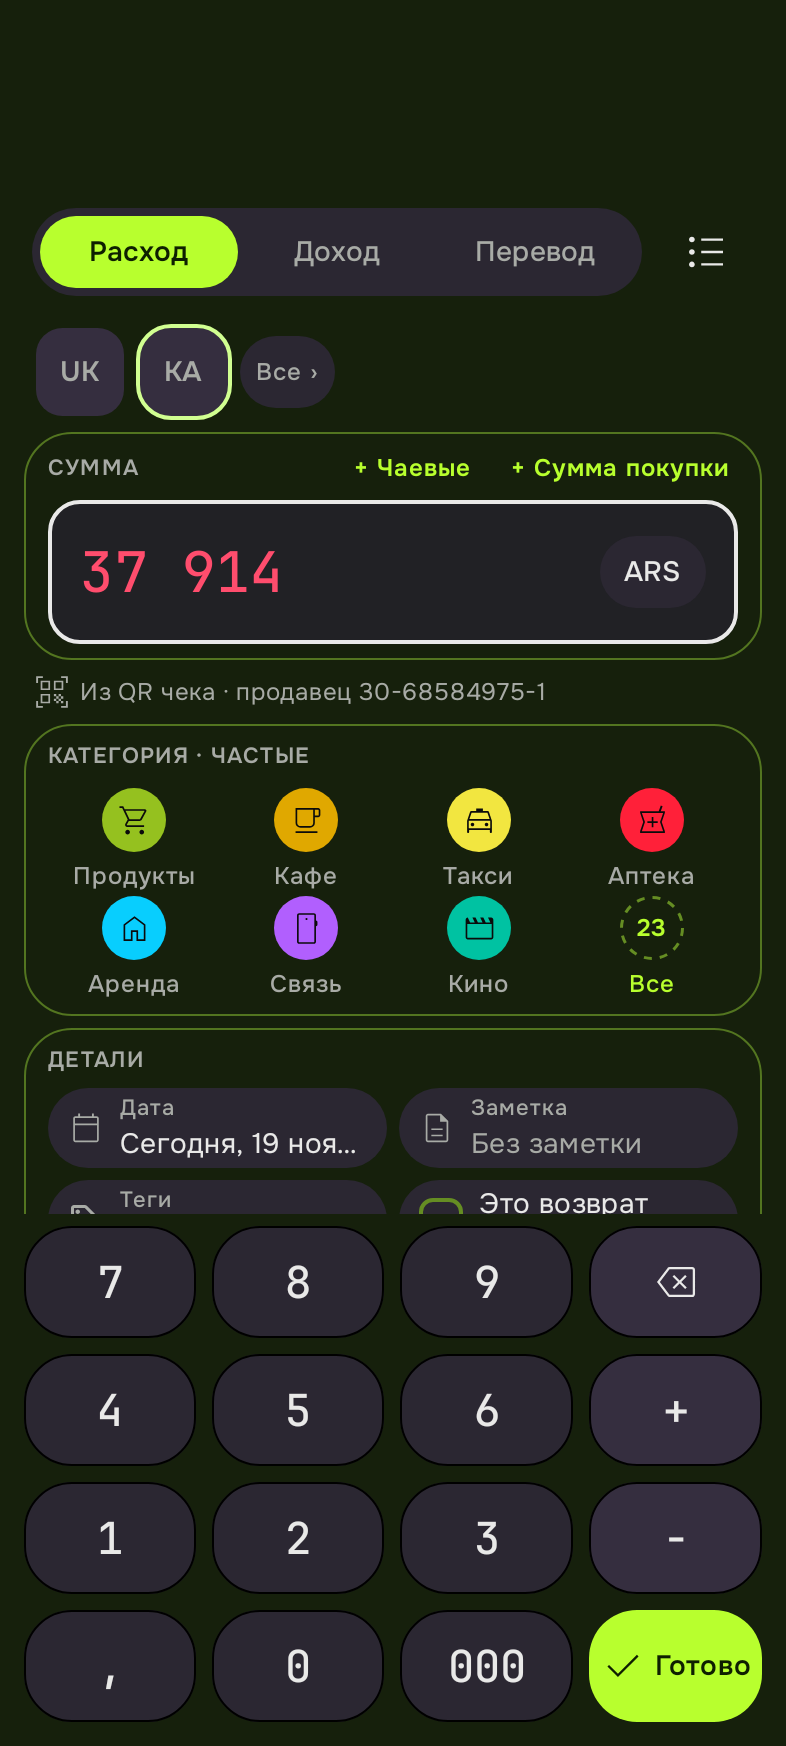 Расход Доход Перевод
UK KA Все ›
СУММА + Чаевые + Сумма покупки
37 914 ARS
Из QR чека · продавец 30-68584975-1
КАТЕГОРИЯ · ЧАСТЫЕ
Продукты Кафе Такси Аптека
23
Аренда Связь Кино Все
ДЕТАЛИ
Дата Заметка
Сегодня, 19 ноя... Без заметки
Теги Это возврат
7 8 9
4 5 6 +
1 2 3 -
, 0 000 Готово